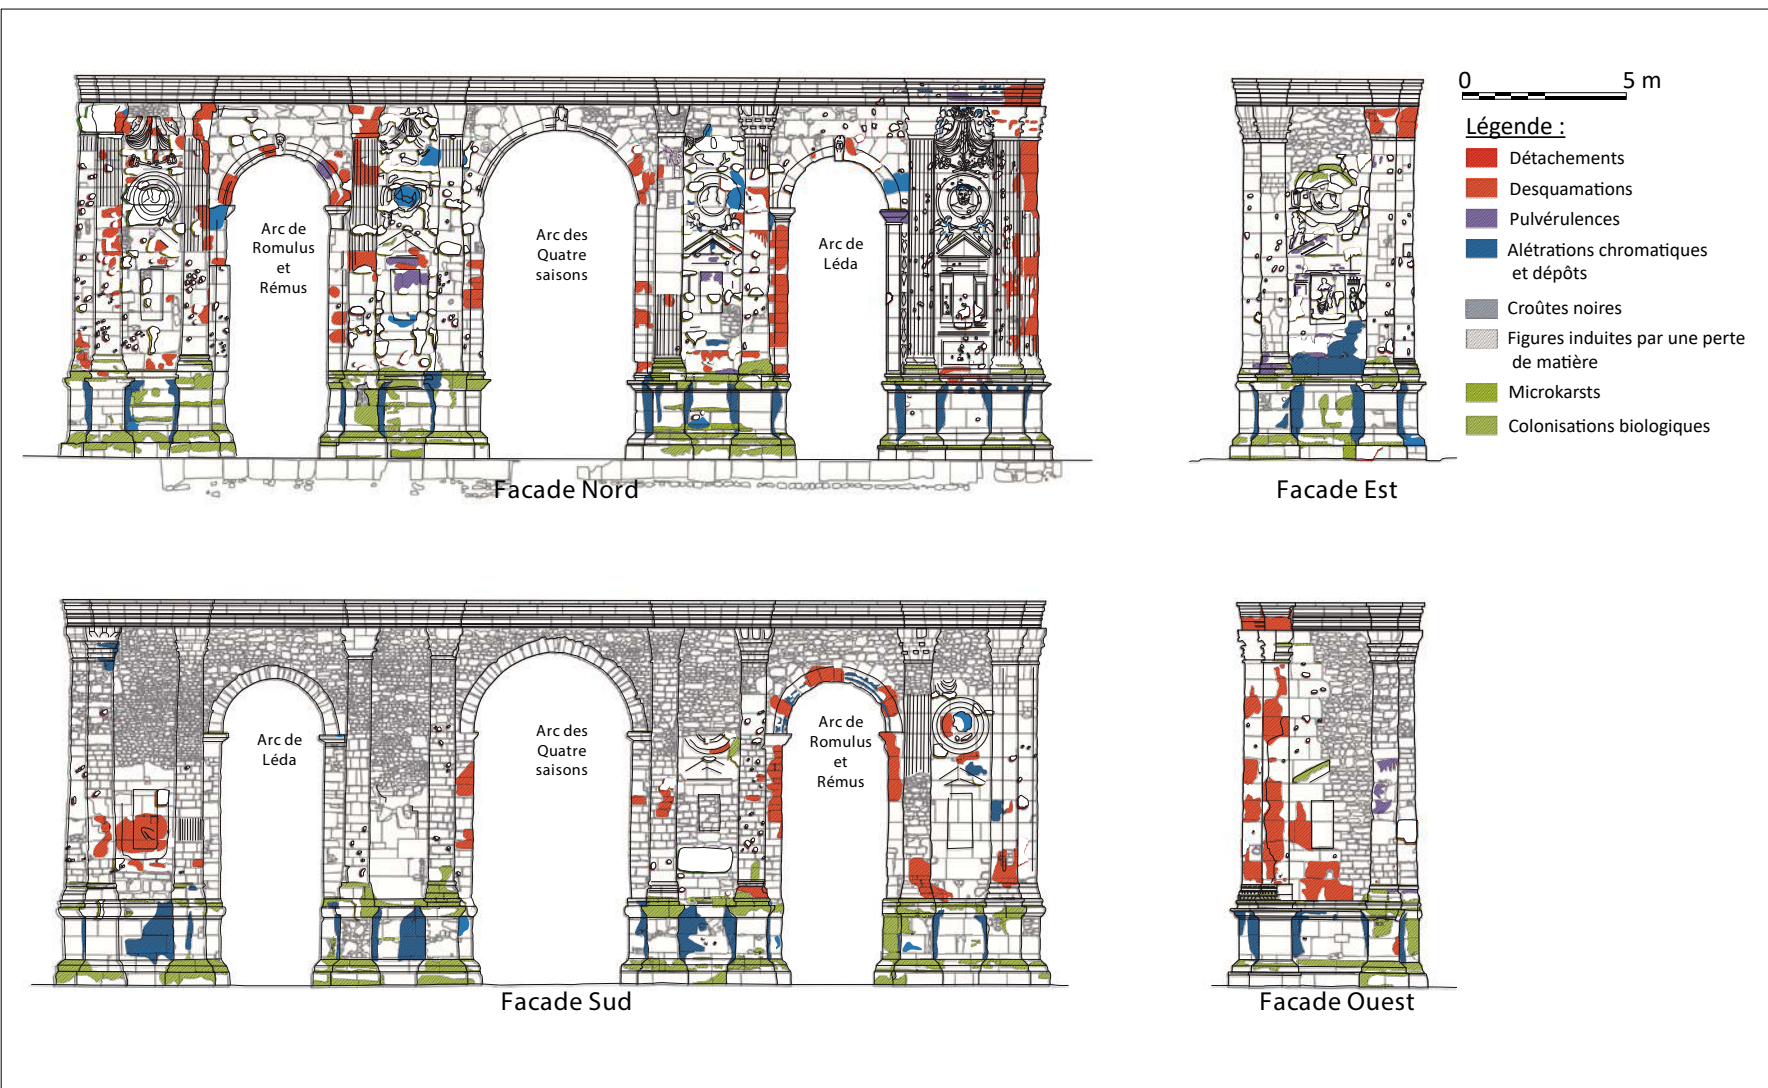 0 5 m
Légende :
Détachements
Desquamations
Pulvérulences
Alétrations chromatiques
et dépôts
Croûtes noires
Figures induites par une perte
de matière
Microkarsts
Colonisations biologiques
Arc de
Romulus
et
Rémus
Arc des
Quatre
saisons
Arc de
Léda
Facade Nord
Facade Est
Arc de
Léda
Arc des
Quatre
saisons
Arc de
Romulus
et
Rémus
Facade Sud
Facade Ouest